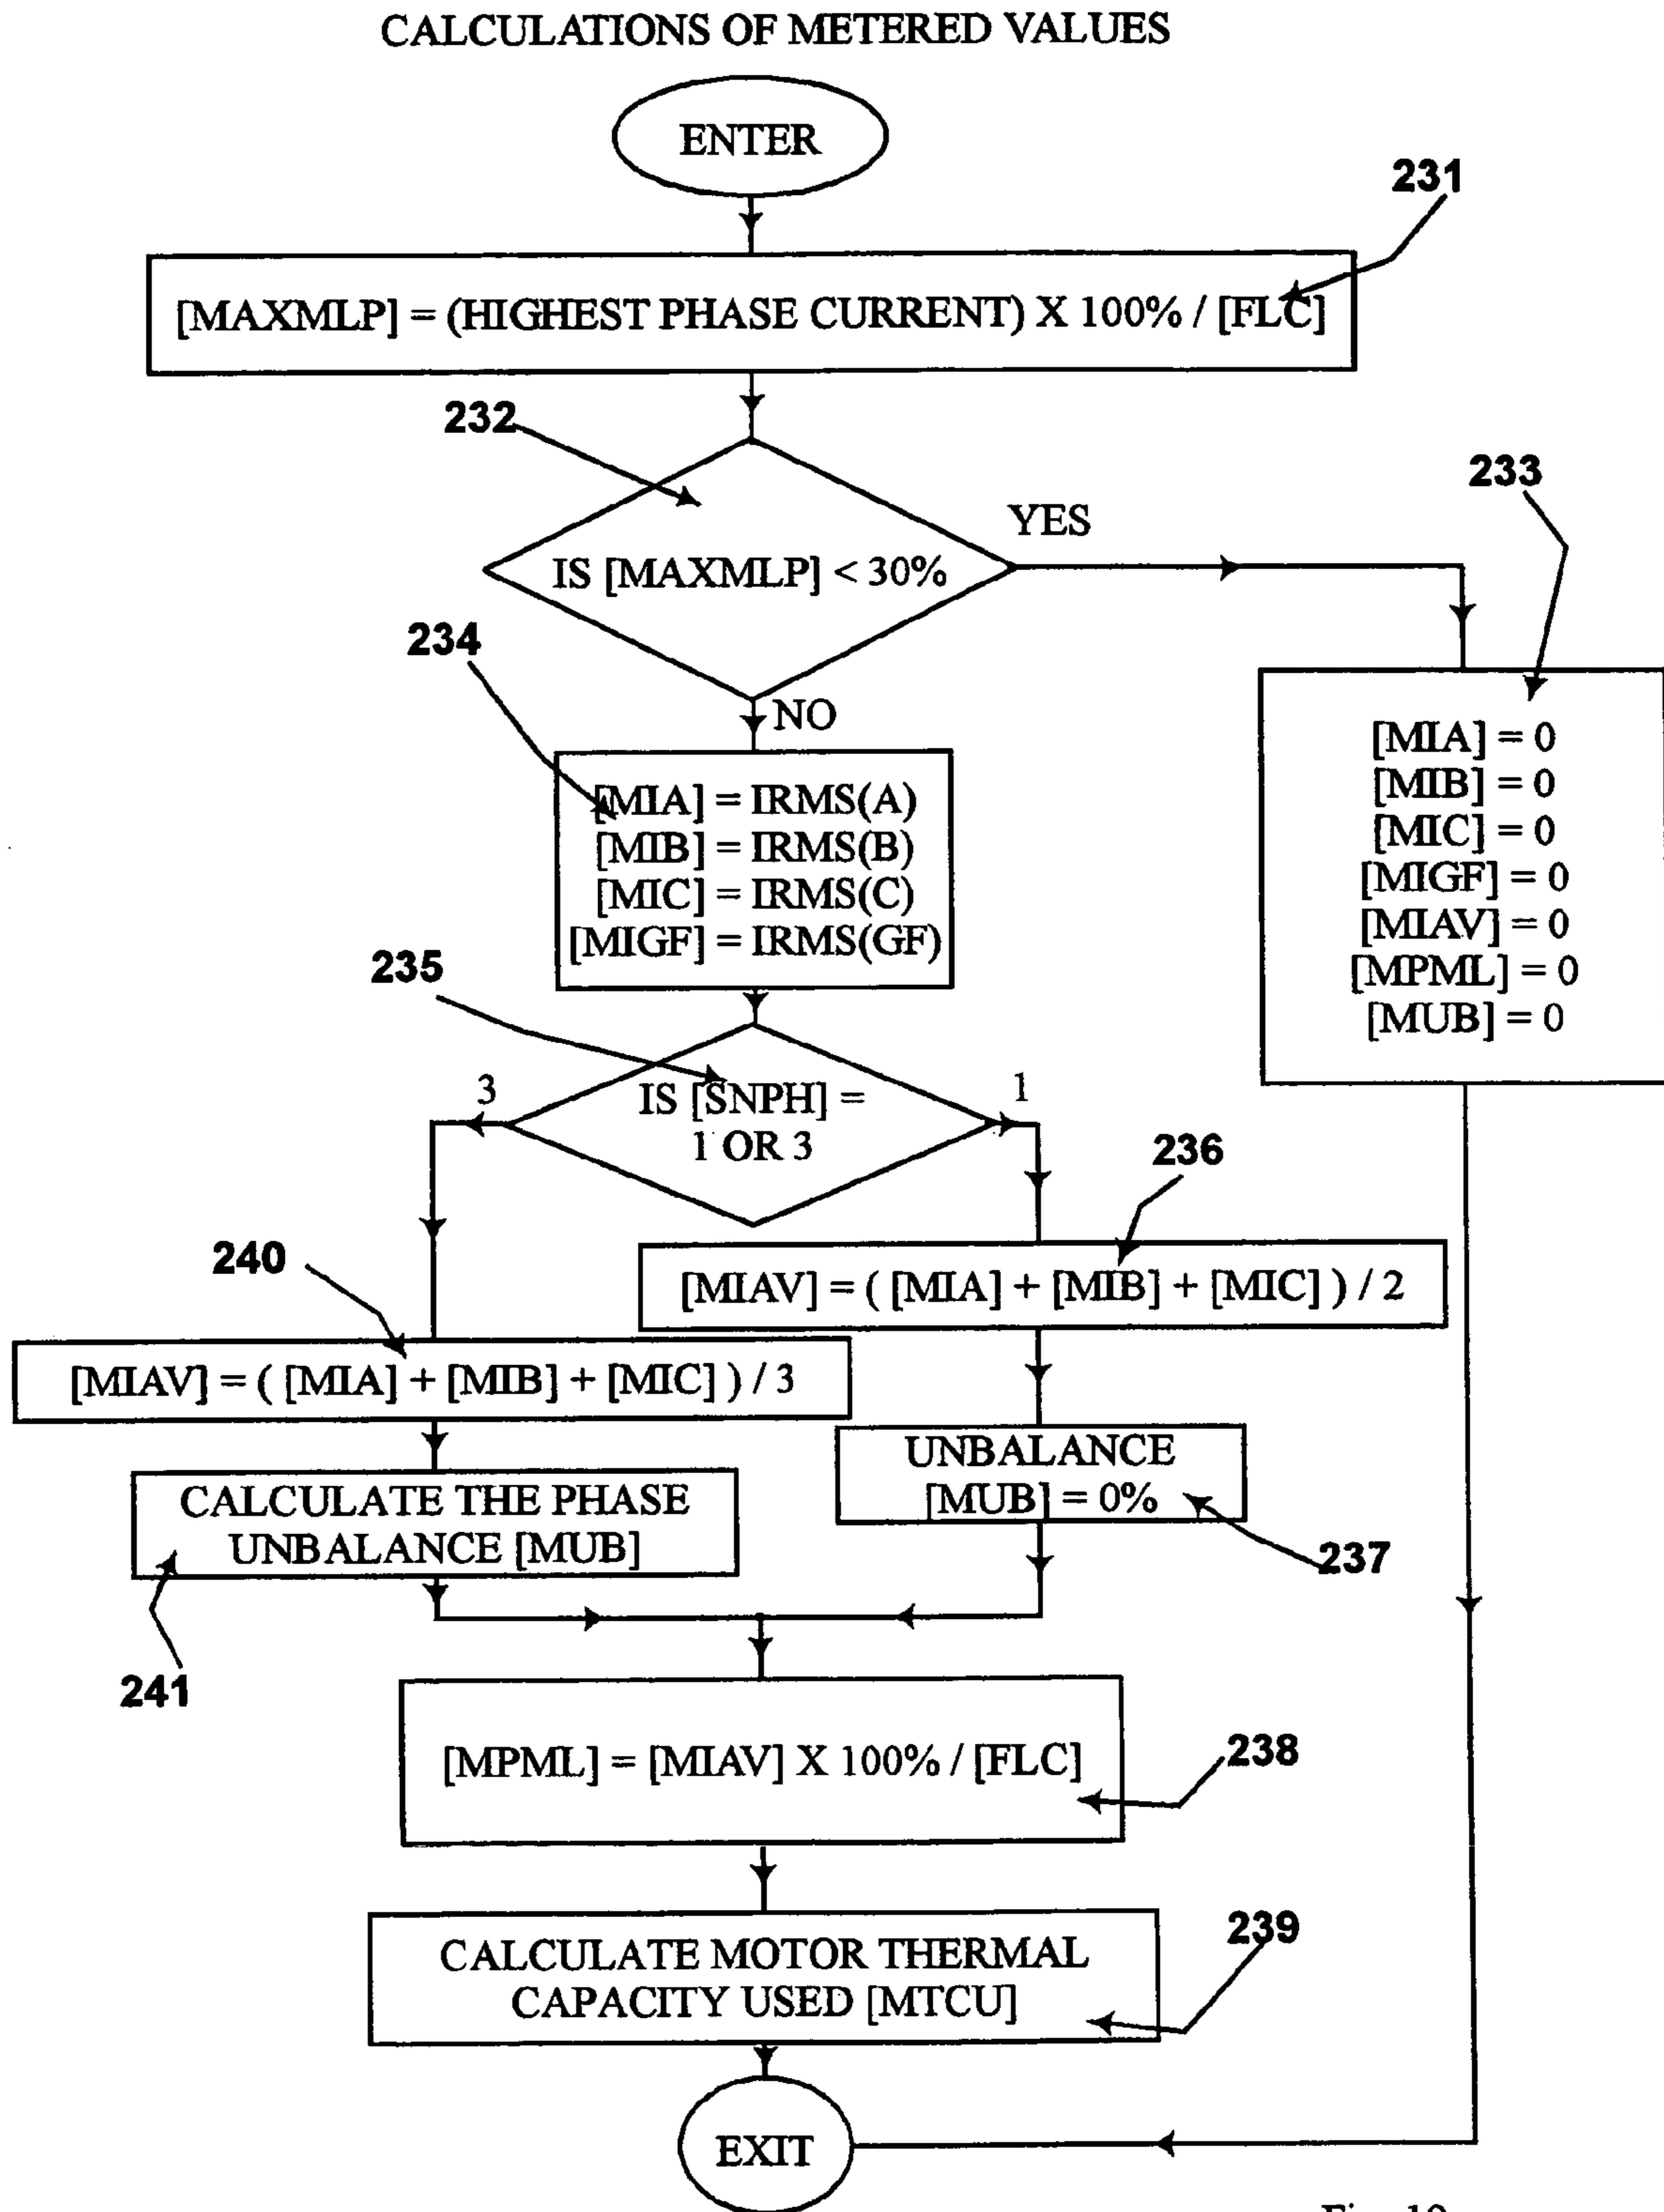 CALCULATIONS OF METERED VALUES
ENTER
231
[MAXMLP] = (HIGHEST PHASE CURRENT) X 100% / [FLC]
232
233
YES
IS [MAXMLP] < 30%
234
NO
[MIA] = 0
[MIB] = 0
[MIC] = 0
[MIGF] = 0
[MIAV] = 0
[MPML] = 0
[MUB] = 0
[MIA] = IRMS(A)
[MIB] = IRMS(B)
[MIC] = IRMS(C)
[MIGF] = IRMS(GF)
235
3
IS [SNPH] =
1 OR 3
1
236
240
[MIAV] = ( [MIA] + [MIB] + [MIC] ) / 2
[MIAV] = ( [MIA] + [MIB] + [MIC] ) / 3
UNBALANCE
[MUB] = 0%
CALCULATE THE PHASE
UNBALANCE [MUB]
237
241
[MPML] = [MIAV] X 100% / [FLC]
238
239
CALCULATE MOTOR THERMAL
CAPACITY USED [MTCU]
EXIT